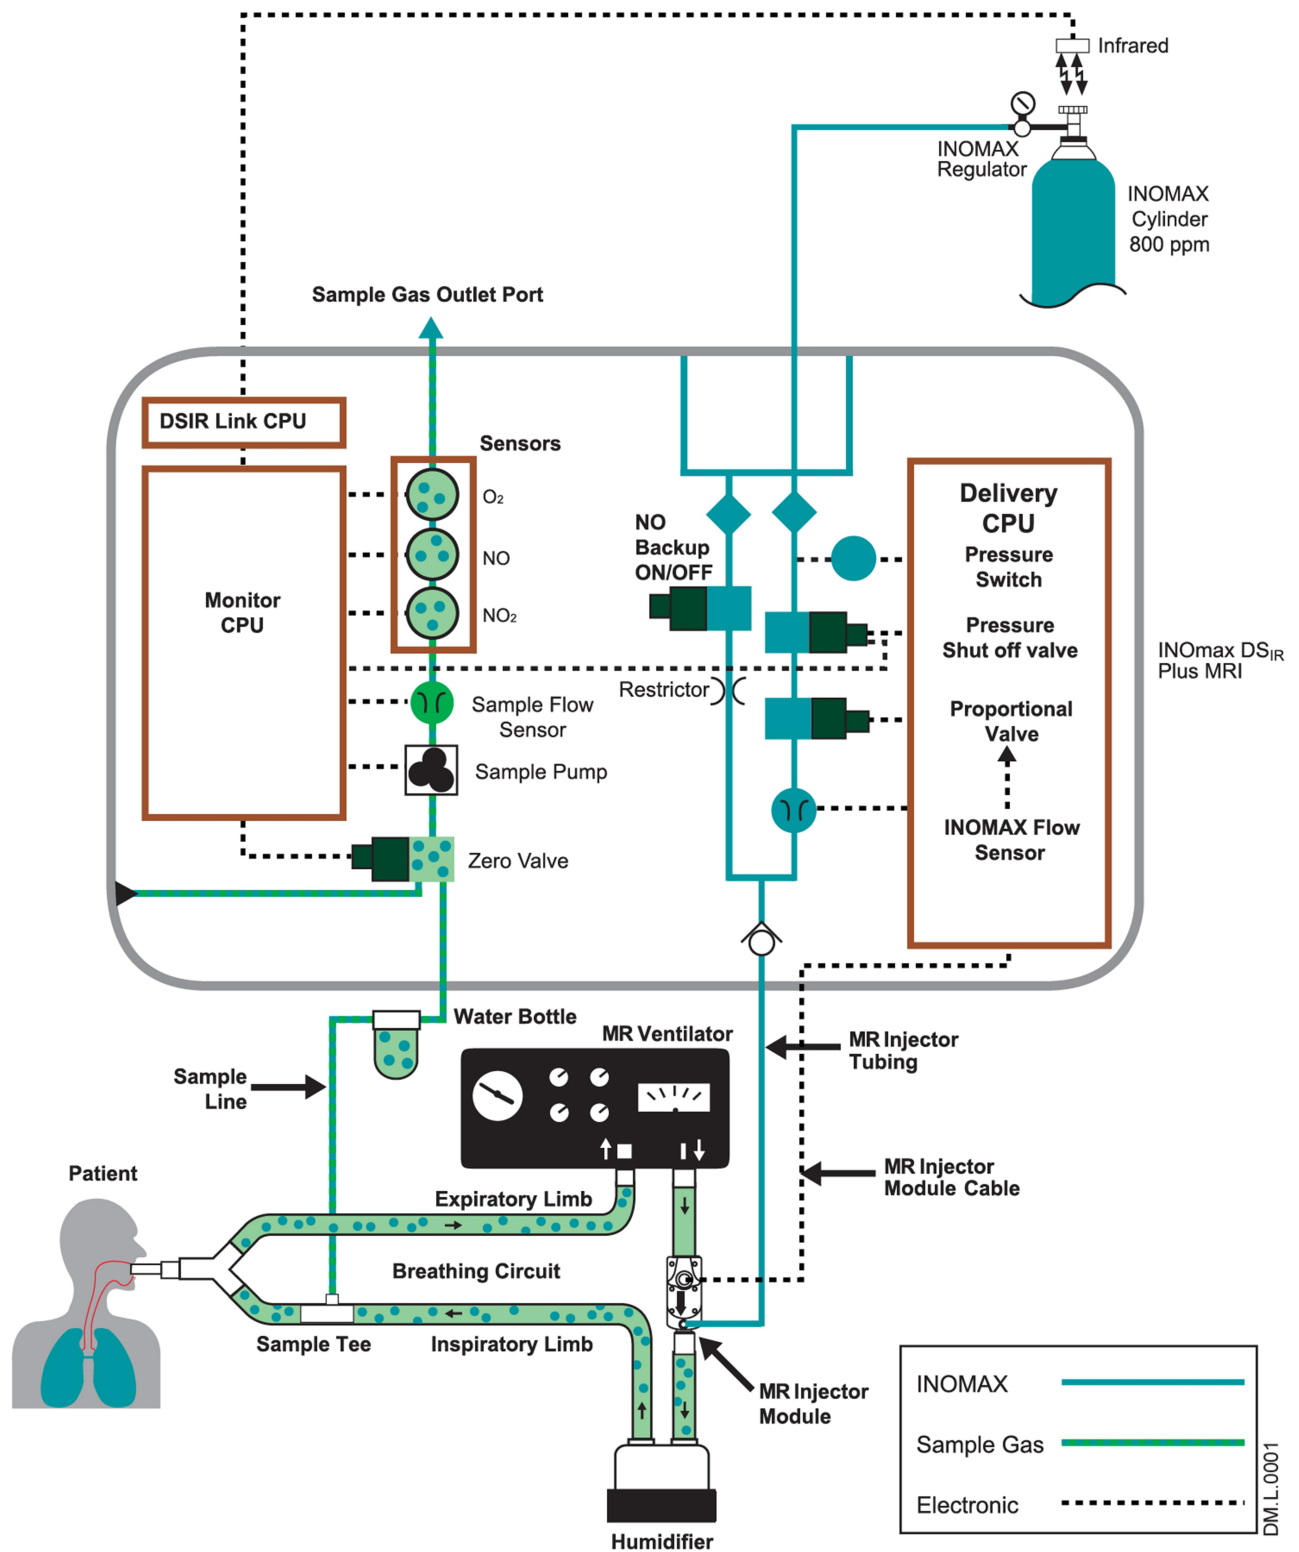 Infrared
INOMAX
Regulator
INOMAX
Cylinder
800 ppm
Sample Gas Outlet Port
DSIR Link CPU
Sensors
O2
NO
NO2
Monitor
CPU
NO
Backup
ON/OFF
Delivery
CPU
Pressure
Switch
Pressure
Shut off valve
Proportional
Valve
INOMAX Flow
Sensor
INOmax DSIR
Plus MRI
Restrictor
Sample Flow
Sensor
Sample Pump
Zero Valve
Water Bottle
MR Ventilator
MR Injector
Tubing
Sample
Line
MR Injector
Module Cable
Patient
Expiratory Limb
Breathing Circuit
Sample Tee
Inspiratory Limb
MR Injector
Module
Humidifier
INOMAX
Sample Gas
Electronic
DM.L.0001